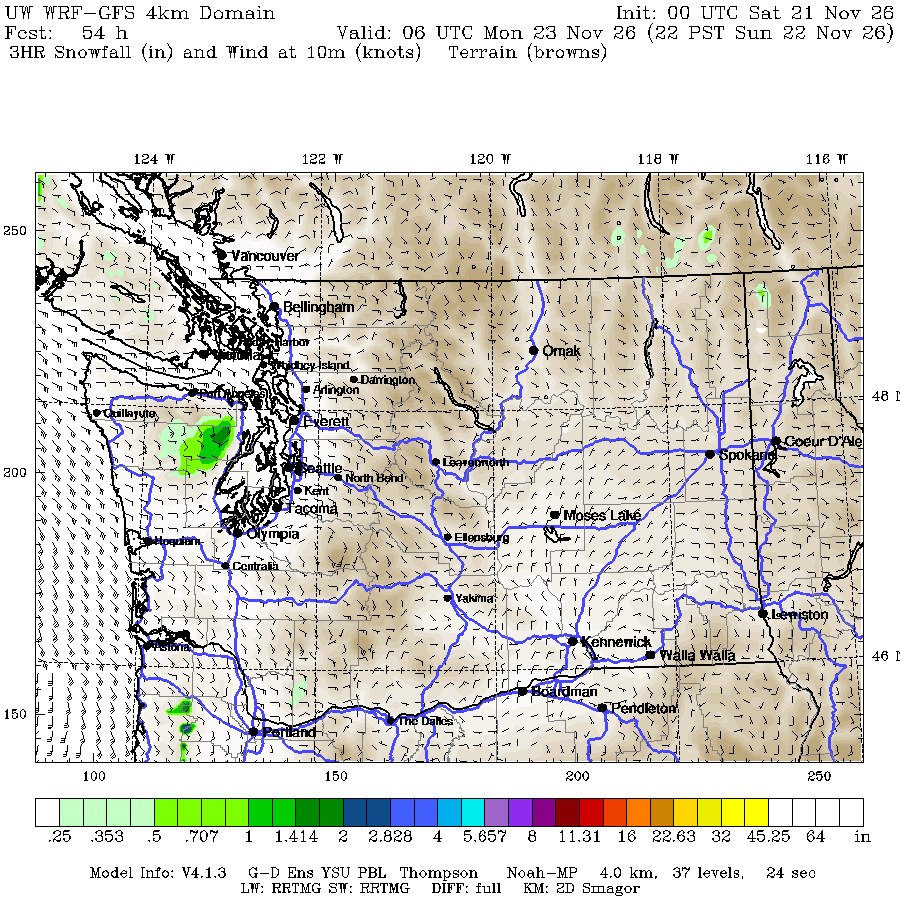 UW WRF-GFS 4km Domain Init: 00 UTC Sat 21 Nov 26
Fcst: 54 h Valid: 06 UTC Mon 23 Nov 26 (22 PST Sun 22 Nov 26)
3HR Snowfall (in) and Wind at 10m (knots) Terrain (browns)
124 W 122 W 120 W 118 W 116 W
250
Vancouver
Bellingham
Omak
Whidbey Island
Darrington
Port Angeles Arlington
48 N
Quillayute
Everett
Coeur D'Ale
Spokane
Leavenworth
200
Seattle
North Bend
Kent
Tacoma
Moses Lake
Olympia
Hoquiam
Ellensburg
Centralia
Yakima
Lewiston
Astoria
Kennewick
Walla Walla
46 N
Boardman
Pendleton
150
The Dalles
Portland
100 150 200 250
.25 .353 .5 .707 1 1.414 2 2.828 4 5.657 8 11.31 16 22.63 32 45.25 64 in
Model Info: V4.1.3 G-D Ens YSU PBL Thompson Noah-MP 4.0 km, 37 levels, 24 sec
LW: RRTMG SW: RRTMG DIFF: full KM: 2D Smagor